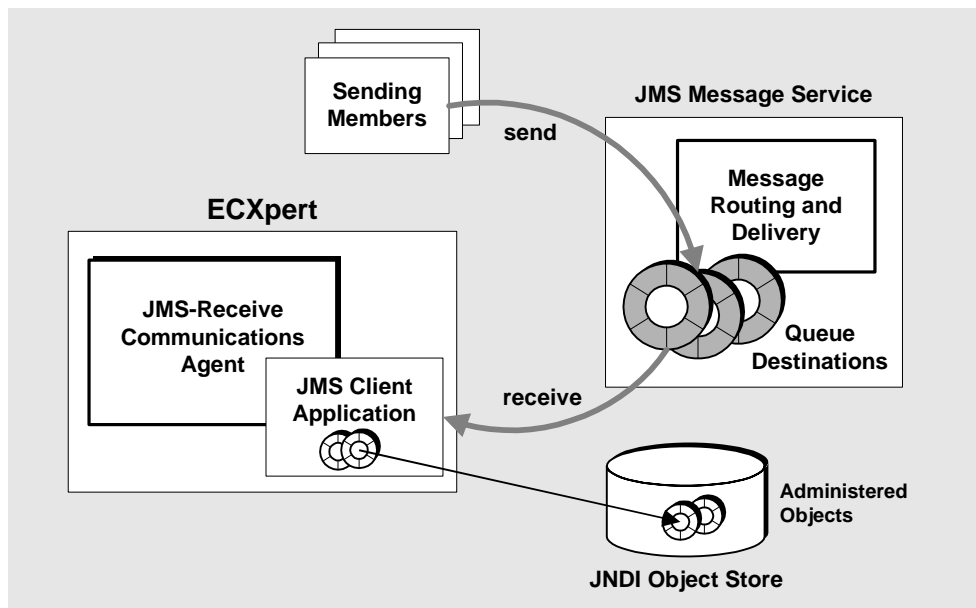 Sending
Members
send
JMS Message Service
Message
Routing and
Delivery
Queue
Destinations
ECXpert
JMS-Receive
Communications
Agent
JMS Client
Application
receive
Administered
Objects
JNDI Object Store